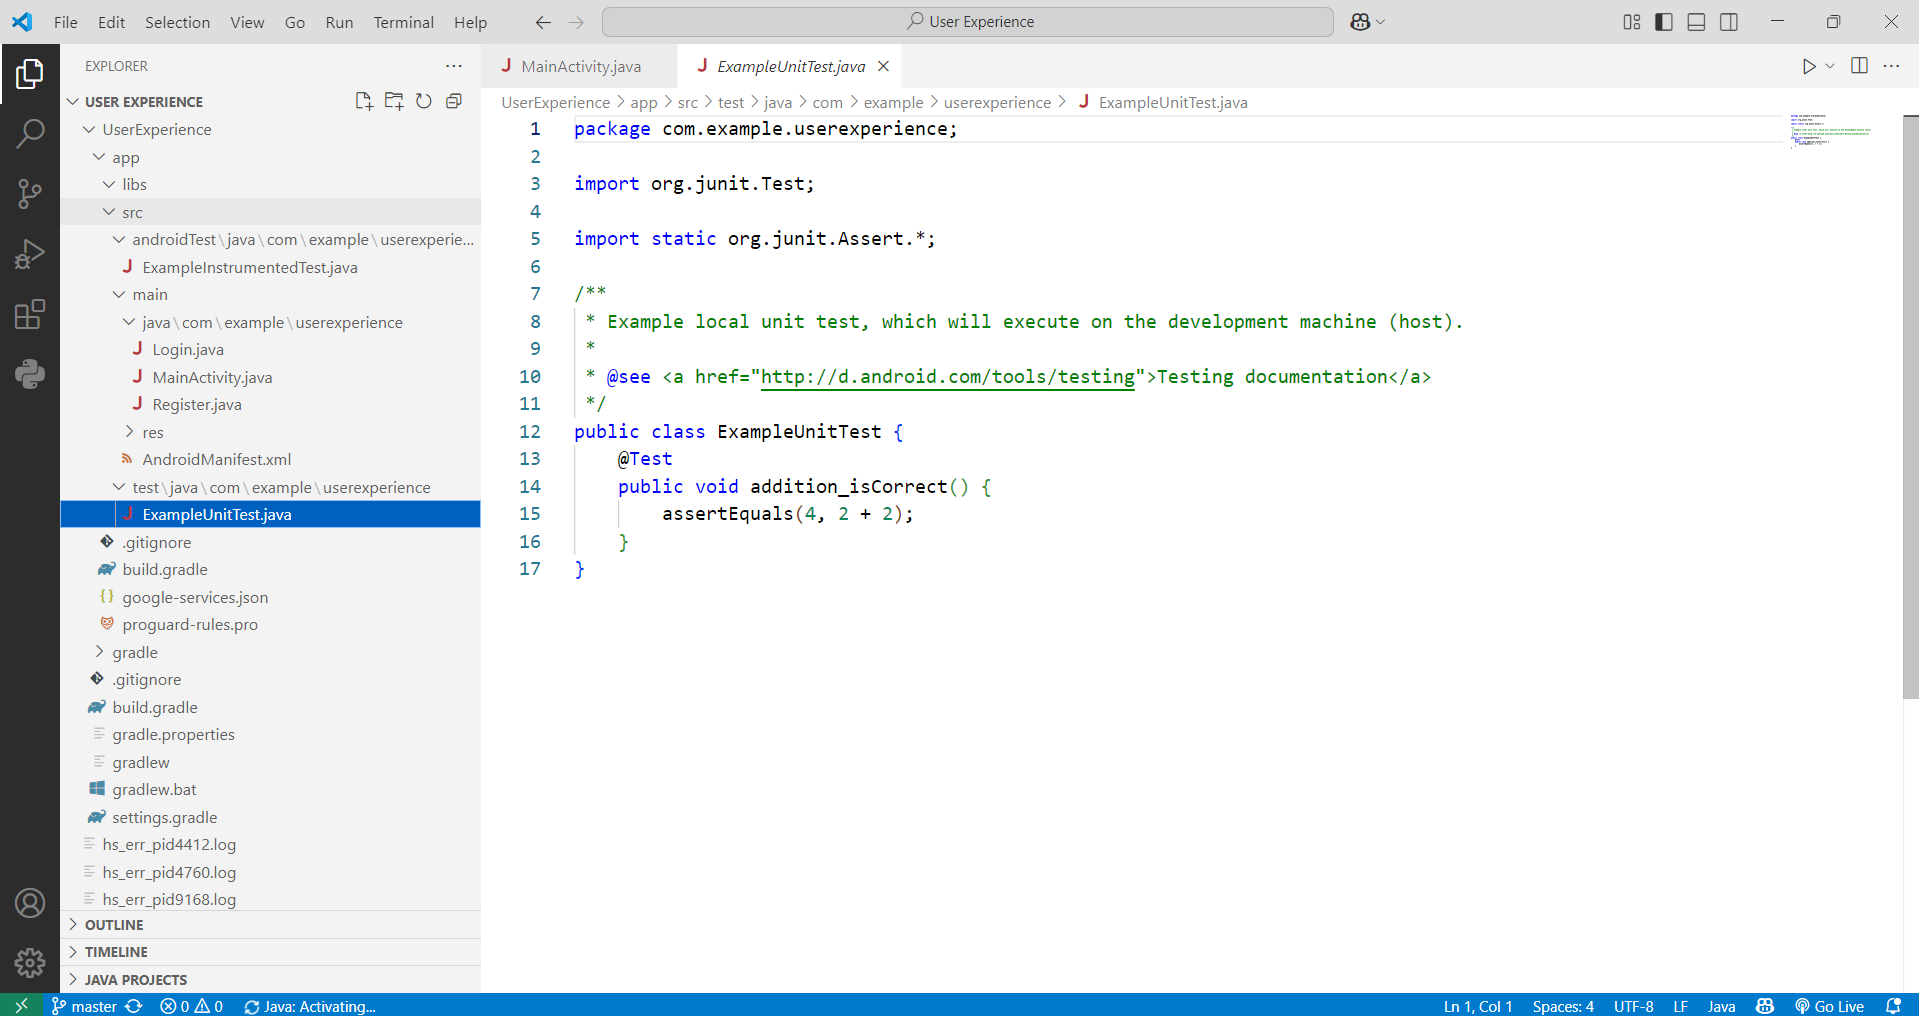 File Edit Selection View Go Run Terminal Help
User Experience
EXPLORER
USER EXPERIENCE
UserExperience
app
libs
src
androidTest\java\com\example\userexperie...
ExampleInstrumentedTest.java
main
java\com\example\userexperience
Login.java
MainActivity.java
Register.java
res
AndroidManifest.xml
test\java\com\example\userexperience
ExampleUnitTest.java
.gitignore
build.gradle
google-services.json
proguard-rules.pro
gradle
.gitignore
build.gradle
gradle.properties
gradlew
gradlew.bat
settings.gradle
hs_err_pid4412.log
hs_err_pid4760.log
hs_err_pid9168.log
OUTLINE
TIMELINE
JAVA PROJECTS
MainActivity.java
ExampleUnitTest.java
UserExperience > app > src > test > java > com > example > userexperience > ExampleUnitTest.java
1 package com.example.userexperience;
2
3 import org.junit.Test;
4
5 import static org.junit.Assert.*;
6
7 /**
8 * Example local unit test, which will execute on the development machine (host).
9 *
10 * @see <a href="http://d.android.com/tools/testing">Testing documentation</a>
11 */
12 public class ExampleUnitTest {
13 @Test
14 public void addition_isCorrect() {
15 assertEquals(4, 2 + 2);
16 }
17 }
master 0 0 Java: Activating... Ln 1, Col 1 Spaces: 4 UTF-8 LF Java Go Live